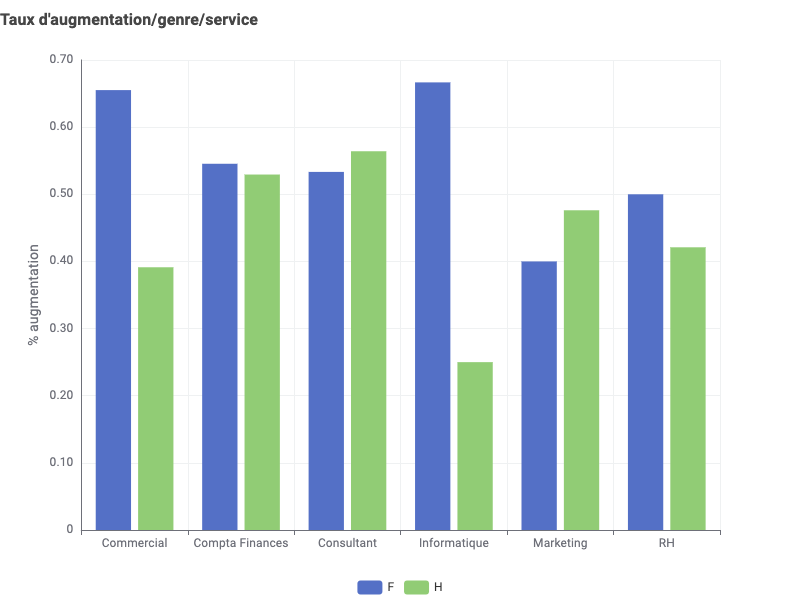 Taux d'augmentation/genre/service
0.70
0.60
0.50
0.40
0.30
0.20
0.10
0
% augmentation
Commercial
Compta Finances
Consultant
Informatique
Marketing
RH
F
H